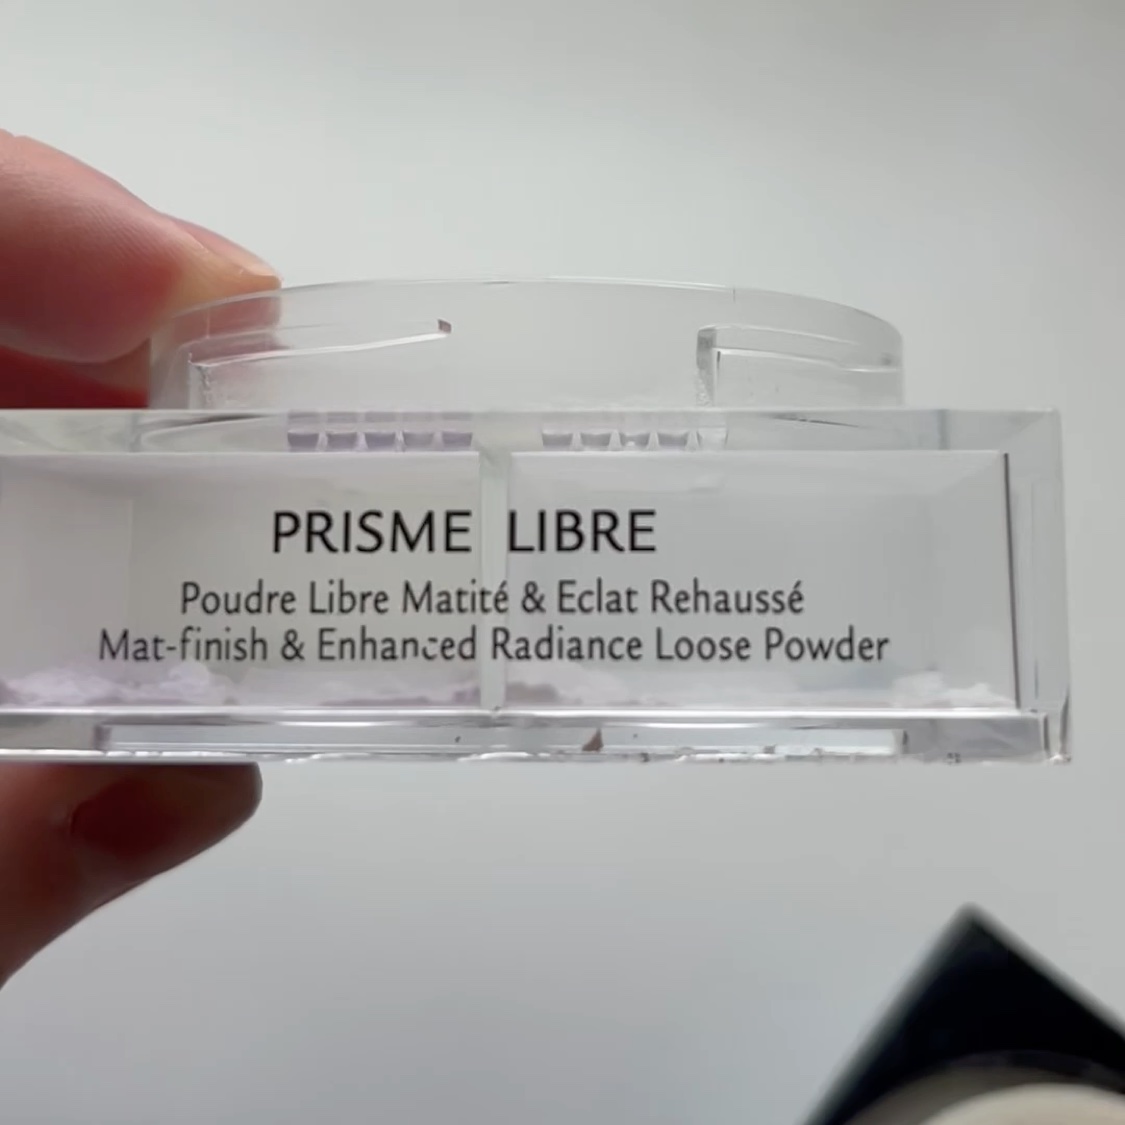 PRISME LIBRE
Poudre Libre Matité & Eclat Rehaussé
Mat-finish & Enhanced Radiance Loose Powder